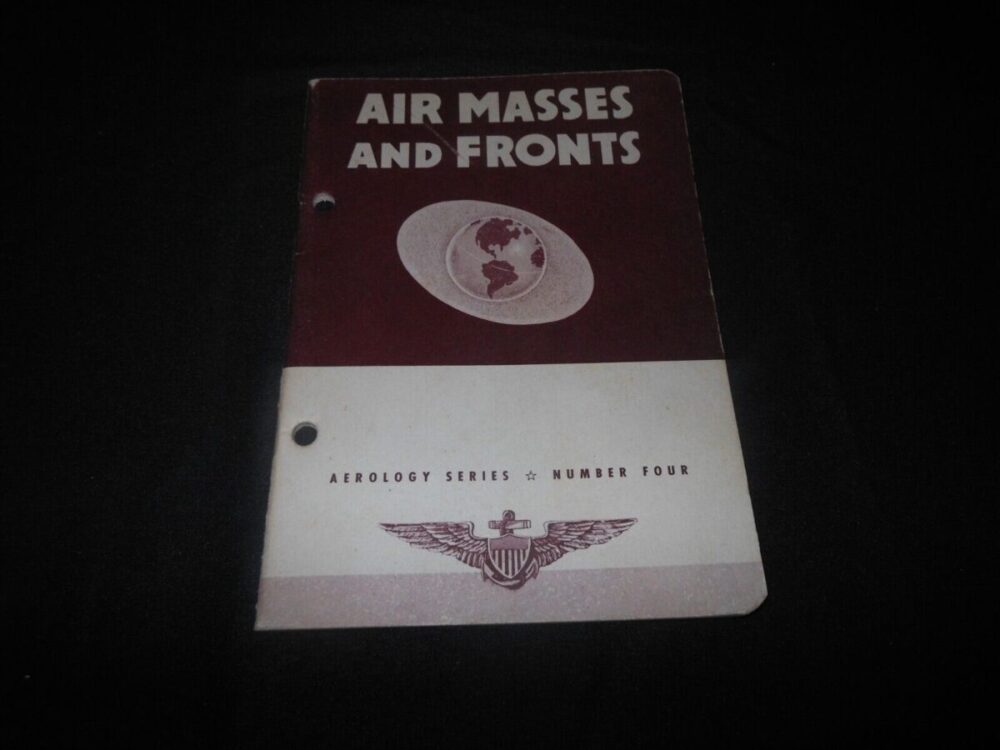 AIR MASSES
AND FRONTS
AEROLOGY SERIES ☆ NUMBER FOUR